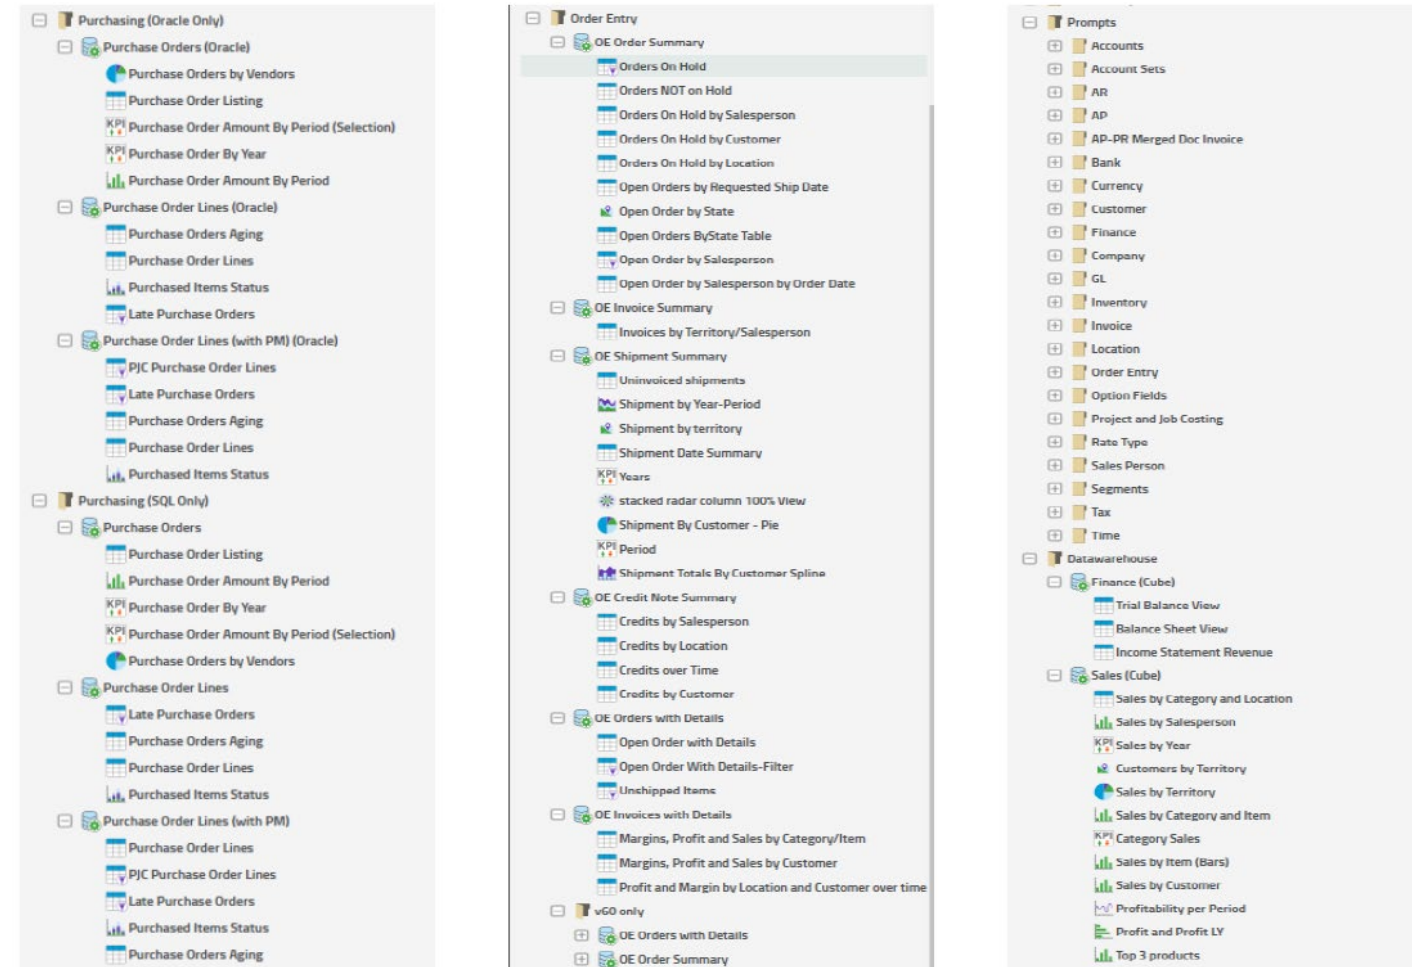 Purchasing (Oracle Only)
Purchase Orders (Oracle)
Purchase Orders by Vendors
Purchase Order Listing
KPI Purchase Order Amount By Period (Selection)
KPI Purchase Order By Year
Purchase Order Amount By Period
Purchase Order Lines (Oracle)
Purchase Orders Aging
Purchase Order Lines
Purchased Items Status
Late Purchase Orders
Purchase Order Lines (with PM) (Oracle)
PJC Purchase Order Lines
Late Purchase Orders
Purchase Orders Aging
Purchase Order Lines
Purchased Items Status
Purchasing (SQL Only)
Purchase Orders
Purchase Order Listing
Purchase Order Amount By Period
KPI Purchase Order By Year
KPI Purchase Order Amount By Period (Selection)
Purchase Orders by Vendors
Purchase Order Lines
Late Purchase Orders
Purchase Orders Aging
Purchase Order Lines
Purchased Items Status
Purchase Order Lines (with PM)
Purchase Order Lines
PJC Purchase Order Lines
Late Purchase Orders
Purchased Items Status
Purchase Orders Aging
Order Entry
OE Order Summary
Orders On Hold
Orders NOT on Hold
Orders On Hold by Salesperson
Orders On Hold by Customer
Orders On Hold by Location
Open Orders by Requested Ship Date
Open Order by State
Open Orders ByState Table
Open Order by Salesperson
Open Order by Salesperson by Order Date
OE Invoice Summary
Invoices by Territory/Salesperson
OE Shipment Summary
Uninvoiced shipments
Shipment by Year-Period
Shipment by territory
Shipment Date Summary
KPI Years
stacked radar column 100% View
Shipment By Customer - Pie
KPI Period
Shipment Totals By Customer Spline
OE Credit Note Summary
Credits by Salesperson
Credits by Location
Credits over Time
Credits by Customer
OE Orders with Details
Open Order with Details
Open Order With Details-Filter
Unshipped Items
OE Invoices with Details
Margins, Profit and Sales by Category/Item
Margins, Profit and Sales by Customer
Profit and Margin by Location and Customer over time
v60 only
OE Orders with Details
OE Order Summary
Prompts
Accounts
Account Sets
AR
AP
AP-PR Merged Doc Invoice
Bank
Currency
Customer
Finance
Company
GL
Inventory
Invoice
Location
Order Entry
Option Fields
Project and Job Costing
Rate Type
Sales Person
Segments
Tax
Time
Datawarehouse
Finance (Cube)
Trial Balance View
Balance Sheet View
Income Statement Revenue
Sales (Cube)
Sales by Category and Location
Sales by Salesperson
KPI Sales by Year
Customers by Territory
Sales by Territory
Sales by Category and Item
KPI Category Sales
Sales by Item (Bars)
Sales by Customer
Profitability per Period
Profit and Profit LY
Top 3 products